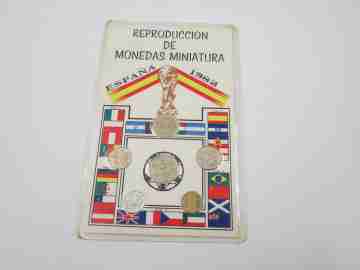 REPRODUCCION
DE
MONEDAS MINIATURA
ESPAÑA 1982